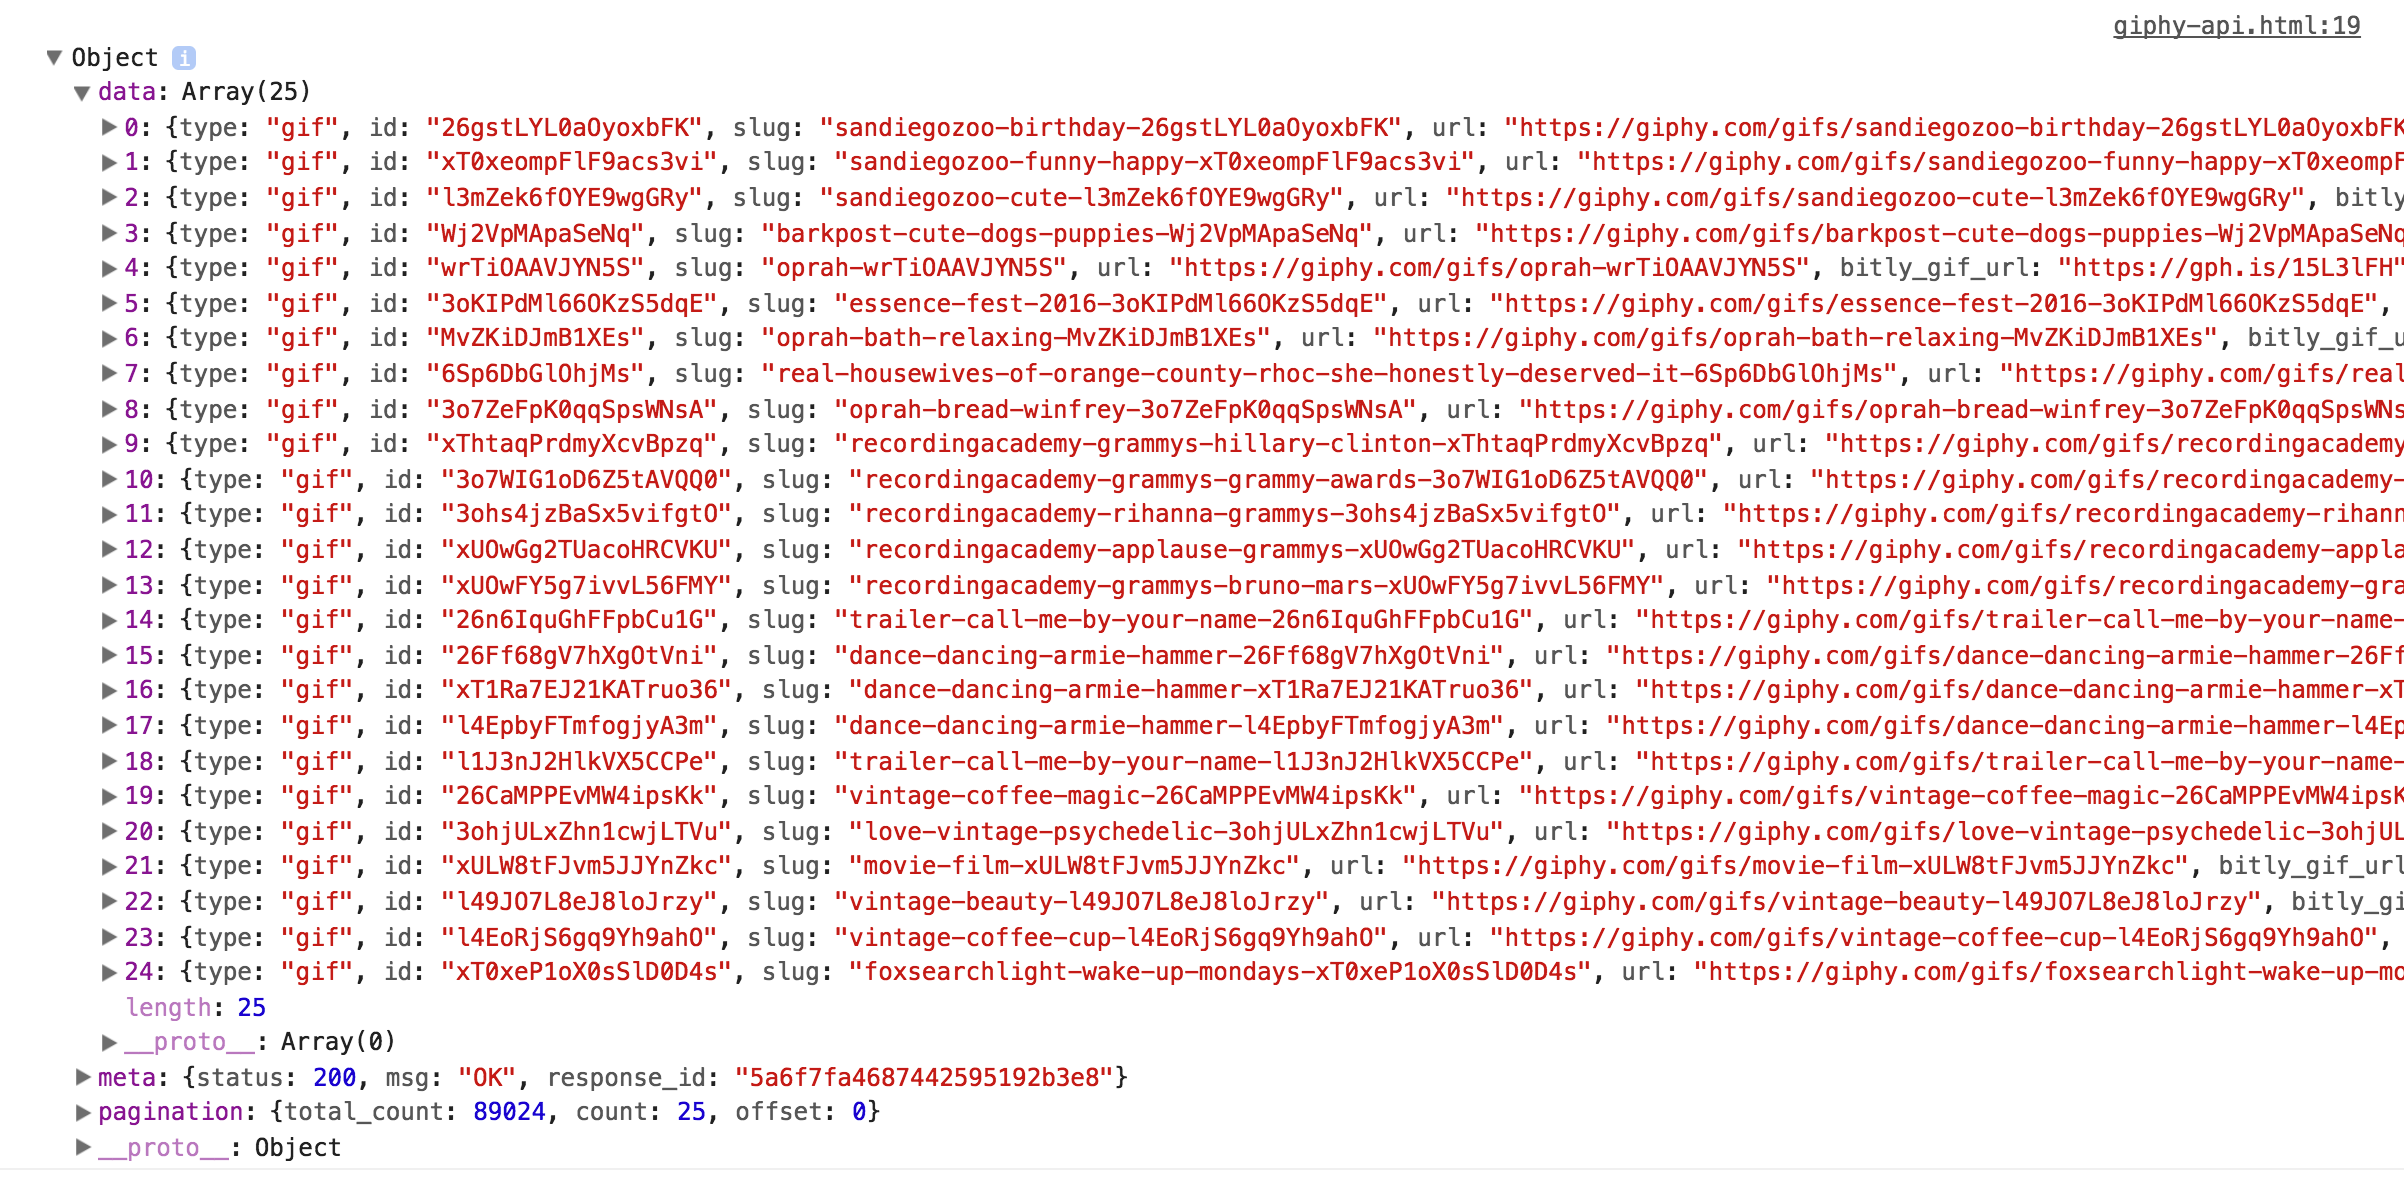 giphy-api.html:19
Object i
data: Array(25)
0: {type: "gif", id: "26gstLYL0aOyoxbFK", slug: "sandiegozoo-birthday-26gstLYL0aOyoxbFK", url: "https://giphy.com/gifs/sandiegozoo-birthday-26gstLYL0aOyoxbFK
1: {type: "gif", id: "xT0xeompFlF9acs3vi", slug: "sandiegozoo-funny-happy-xT0xeompFlF9acs3vi", url: "https://giphy.com/gifs/sandiegozoo-funny-happy-xT0xeompF
2: {type: "gif", id: "l3mZek6fOYE9wgGRy", slug: "sandiegozoo-cute-l3mZek6fOYE9wgGRy", url: "https://giphy.com/gifs/sandiegozoo-cute-l3mZek6fOYE9wgGRy", bitly
3: {type: "gif", id: "Wj2VpMApaSeNq", slug: "barkpost-cute-dogs-puppies-Wj2VpMApaSeNq", url: "https://giphy.com/gifs/barkpost-cute-dogs-puppies-Wj2VpMApaSeNq
4: {type: "gif", id: "wrTiOAAVJYN5S", slug: "oprah-wrTiOAAVJYN5S", url: "https://giphy.com/gifs/oprah-wrTiOAAVJYN5S", bitly_gif_url: "https://gph.is/15L3lFH"
5: {type: "gif", id: "3oKIPdMl66OKzS5dqE", slug: "essence-fest-2016-3oKIPdMl66OKzS5dqE", url: "https://giphy.com/gifs/essence-fest-2016-3oKIPdMl66OKzS5dqE",
6: {type: "gif", id: "MvZKiDJmB1XEs", slug: "oprah-bath-relaxing-MvZKiDJmB1XEs", url: "https://giphy.com/gifs/oprah-bath-relaxing-MvZKiDJmB1XEs", bitly_gif_u
7: {type: "gif", id: "6Sp6DbGlOhjMs", slug: "real-housewives-of-orange-county-rhoc-she-honestly-deserved-it-6Sp6DbGlOhjMs", url: "https://giphy.com/gifs/real
8: {type: "gif", id: "3o7ZeFpK0qqSpsWNsA", slug: "oprah-bread-winfrey-3o7ZeFpK0qqSpsWNsA", url: "https://giphy.com/gifs/oprah-bread-winfrey-3o7ZeFpK0qqSpsWNs
9: {type: "gif", id: "xThtaqPrdmyXcvBpzq", slug: "recordingacademy-grammys-hillary-clinton-xThtaqPrdmyXcvBpzq", url: "https://giphy.com/gifs/recordingacademy
10: {type: "gif", id: "3o7WIG1oD6Z5tAVQQ0", slug: "recordingacademy-grammys-grammy-awards-3o7WIG1oD6Z5tAVQQ0", url: "https://giphy.com/gifs/recordingacademy-
11: {type: "gif", id: "3ohs4jzBaSx5vifgtO", slug: "recordingacademy-rihanna-grammys-3ohs4jzBaSx5vifgtO", url: "https://giphy.com/gifs/recordingacademy-rihann
12: {type: "gif", id: "xUOwGg2TUacoHRCVKU", slug: "recordingacademy-applause-grammys-xUOwGg2TUacoHRCVKU", url: "https://giphy.com/gifs/recordingacademy-appla
13: {type: "gif", id: "xUOwFY5g7ivvL56FMY", slug: "recordingacademy-grammys-bruno-mars-xUOwFY5g7ivvL56FMY", url: "https://giphy.com/gifs/recordingacademy-gra
14: {type: "gif", id: "26n6IquGhFFpbCu1G", slug: "trailer-call-me-by-your-name-26n6IquGhFFpbCu1G", url: "https://giphy.com/gifs/trailer-call-me-by-your-name-
15: {type: "gif", id: "26Ff68gV7hXgOtVni", slug: "dance-dancing-armie-hammer-26Ff68gV7hXgOtVni", url: "https://giphy.com/gifs/dance-dancing-armie-hammer-26Ff
16: {type: "gif", id: "xT1Ra7EJ21KATruo36", slug: "dance-dancing-armie-hammer-xT1Ra7EJ21KATruo36", url: "https://giphy.com/gifs/dance-dancing-armie-hammer-xT
17: {type: "gif", id: "l4EpbyFTmfogjyA3m", slug: "dance-dancing-armie-hammer-l4EpbyFTmfogjyA3m", url: "https://giphy.com/gifs/dance-dancing-armie-hammer-l4Ep
18: {type: "gif", id: "l1J3nJ2HlkVX5CCPe", slug: "trailer-call-me-by-your-name-l1J3nJ2HlkVX5CCPe", url: "https://giphy.com/gifs/trailer-call-me-by-your-name-
19: {type: "gif", id: "26CaMPPEvMW4ipsKk", slug: "vintage-coffee-magic-26CaMPPEvMW4ipsKk", url: "https://giphy.com/gifs/vintage-coffee-magic-26CaMPPEvMW4ipsK
20: {type: "gif", id: "3ohjULxZhn1cwjLTVu", slug: "love-vintage-psychedelic-3ohjULxZhn1cwjLTVu", url: "https://giphy.com/gifs/love-vintage-psychedelic-3ohjUL
21: {type: "gif", id: "xULW8tFJvm5JJYnZkc", slug: "movie-film-xULW8tFJvm5JJYnZkc", url: "https://giphy.com/gifs/movie-film-xULW8tFJvm5JJYnZkc", bitly_gif_url
22: {type: "gif", id: "l49JO7L8eJ8loJrzy", slug: "vintage-beauty-l49JO7L8eJ8loJrzy", url: "https://giphy.com/gifs/vintage-beauty-l49JO7L8eJ8loJrzy", bitly_gi
23: {type: "gif", id: "l4EoRjS6gq9Yh9ahO", slug: "vintage-coffee-cup-l4EoRjS6gq9Yh9ahO", url: "https://giphy.com/gifs/vintage-coffee-cup-l4EoRjS6gq9Yh9ahO",
24: {type: "gif", id: "xT0xeP1oX0sSlD0D4s", slug: "foxsearchlight-wake-up-mondays-xT0xeP1oX0sSlD0D4s", url: "https://giphy.com/gifs/foxsearchlight-wake-up-mo
length: 25
__proto__: Array(0)
meta: {status: 200, msg: "OK", response_id: "5a6f7fa4687442595192b3e8"}
pagination: {total_count: 89024, count: 25, offset: 0}
__proto__: Object